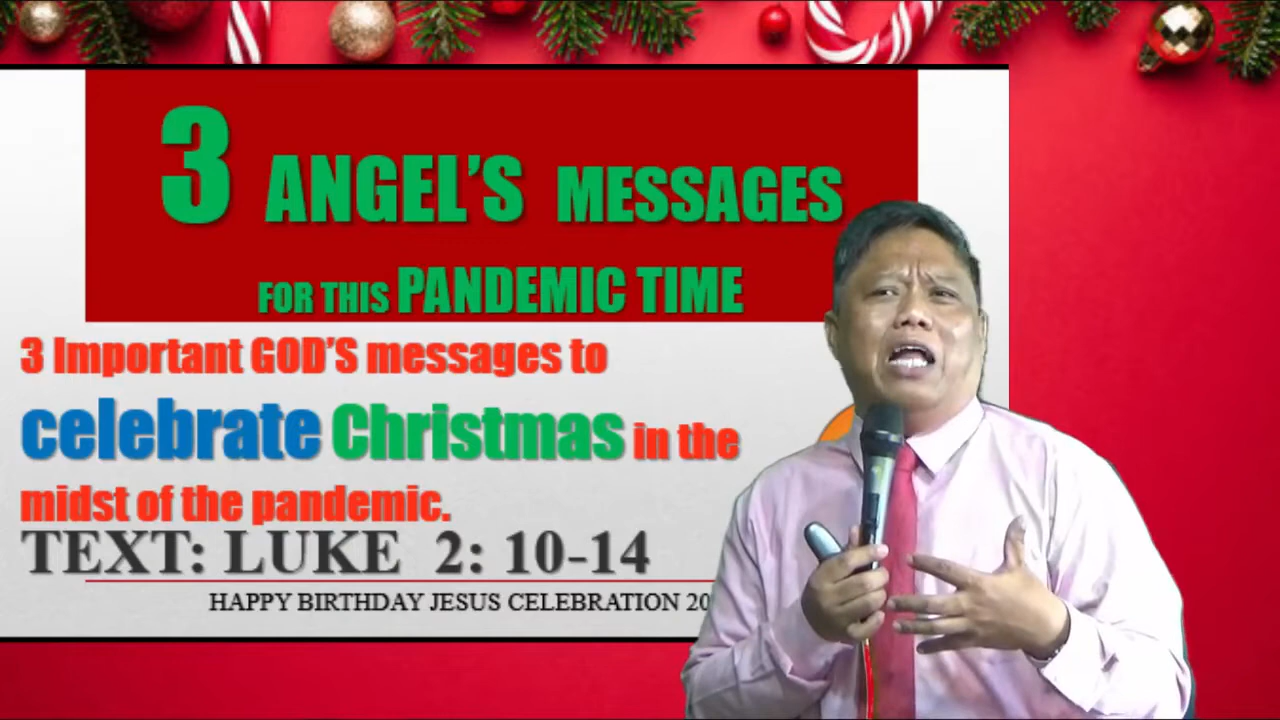 3 ANGEL'S MESSAGES
FOR THIS PANDEMIC TIME
3 Important GOD'S messages to
celebrate Christmas in the
midst of the pandemic.
TEXT: LUKE 2: 10-14
HAPPY BIRTHDAY JESUS CELEBRATION